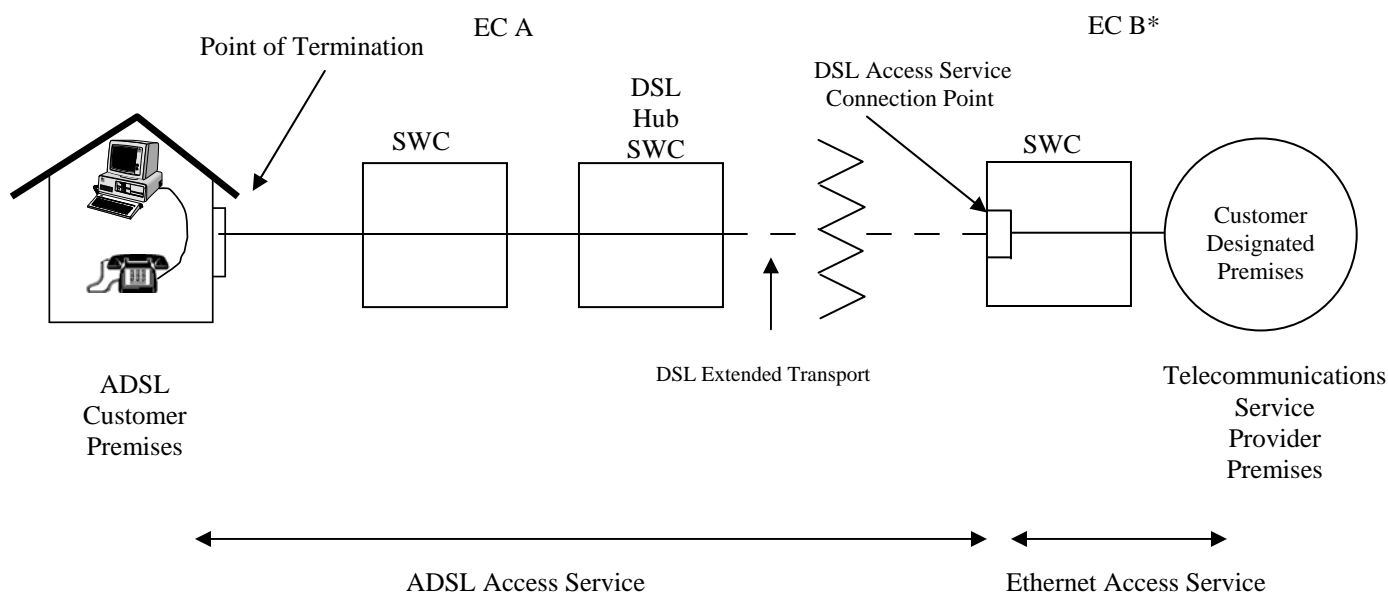 EC A
EC B*
Point of Termination
DSL Access Service
Connection Point
DSL
Hub
SWC
SWC
SWC
Customer
Designated
Premises
DSL Extended Transport
ADSL
Customer
Premises
Telecommunications
Service
Provider
Premises
ADSL Access Service
Ethernet Access Service